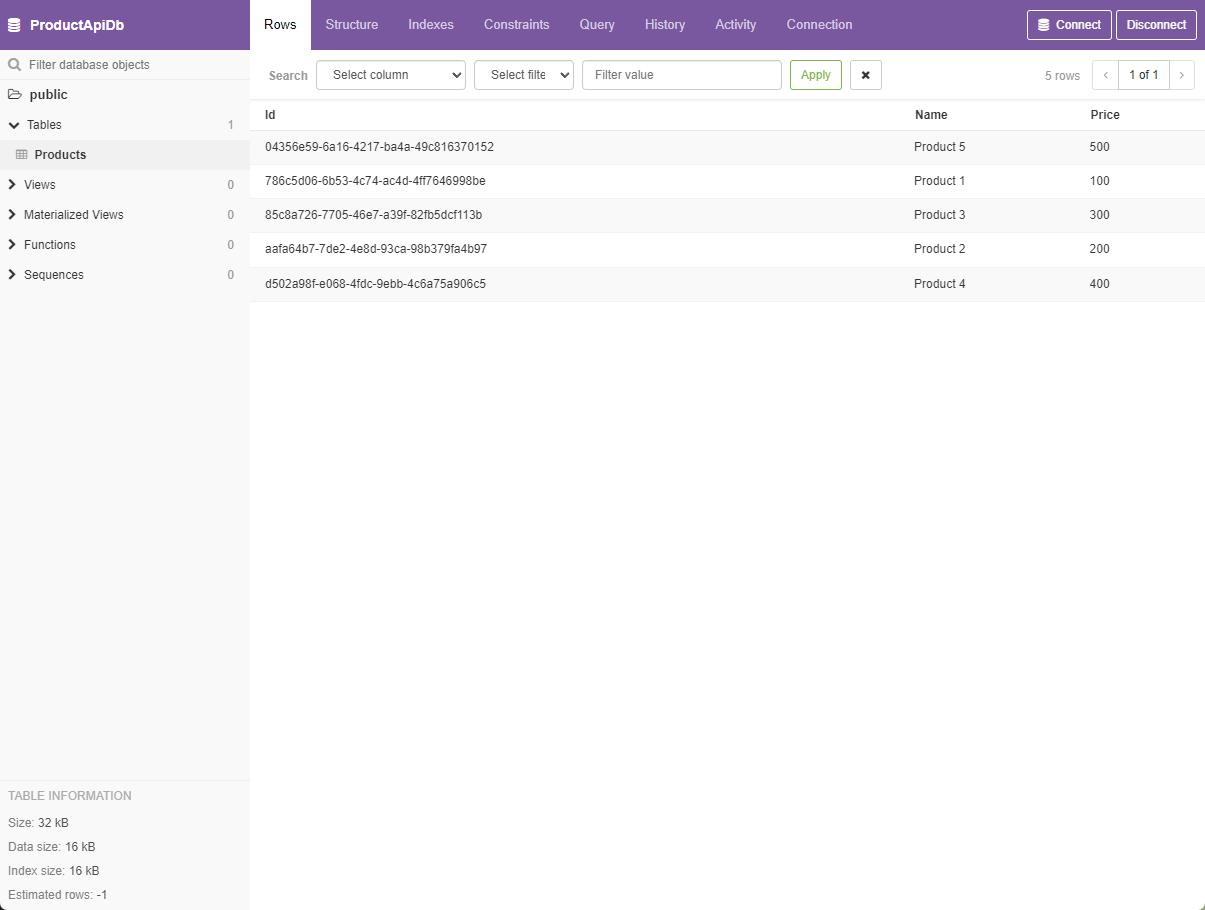 ProductApiDb
Rows Structure Indexes Constraints Query History Activity Connection Connect Disconnect
Filter database objects
Search Select column Select filte Filter value Apply 5 rows 1 of 1
public
Tables 1
Products
Views 0
Materialized Views 0
Functions 0
Sequences 0
Id Name Price
04356e59-6a16-4217-ba4a-49c816370152 Product 5 500
786c5d06-6b53-4c74-ac4d-4ff7646998be Product 1 100
85c8a726-7705-46e7-a39f-82fb5dcf113b Product 3 300
aafa64b7-7de2-4e8d-93ca-98b379fa4b97 Product 2 200
d502a98f-e068-4fdc-9ebb-4c6a75a906c5 Product 4 400
TABLE INFORMATION
Size: 32 kB
Data size: 16 kB
Index size: 16 kB
Estimated rows: -1